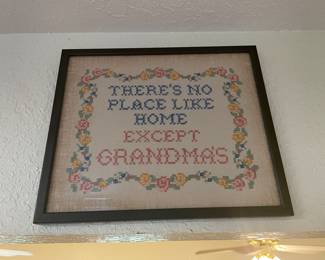 THERE'S NO
PLACE LIKE
HOME
EXCEPT
GRANDMA'S